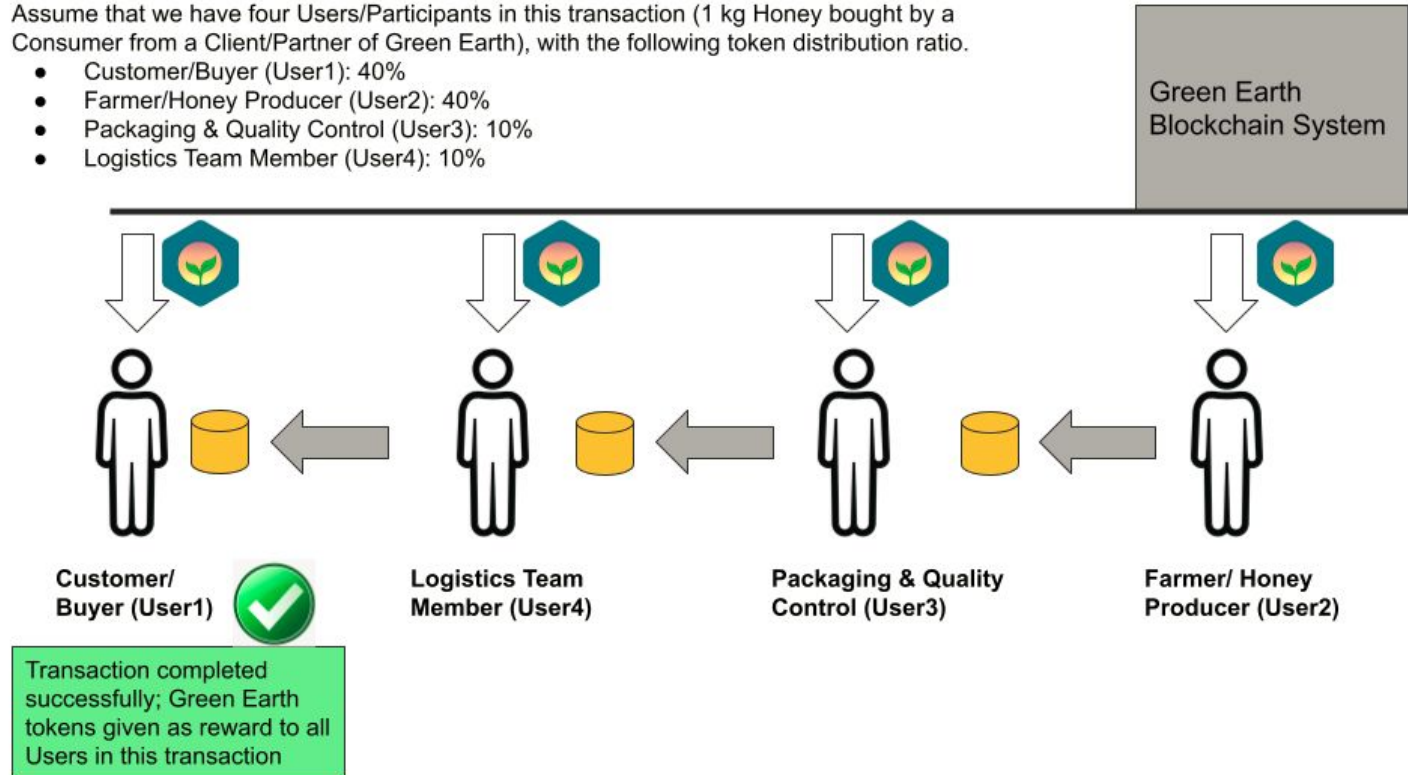 Assume that we have four Users/Participants in this transaction (1 kg Honey bought by a
Consumer from a Client/Partner of Green Earth), with the following token distribution ratio.
● Customer/Buyer (User1): 40%
● Farmer/Honey Producer (User2): 40%
● Packaging & Quality Control (User3): 10%
● Logistics Team Member (User4): 10%
Green Earth
Blockchain System
Customer/
Buyer (User1)
Logistics Team
Member (User4)
Packaging & Quality
Control (User3)
Farmer/ Honey
Producer (User2)
Transaction completed
successfully; Green Earth
tokens given as reward to all
Users in this transaction